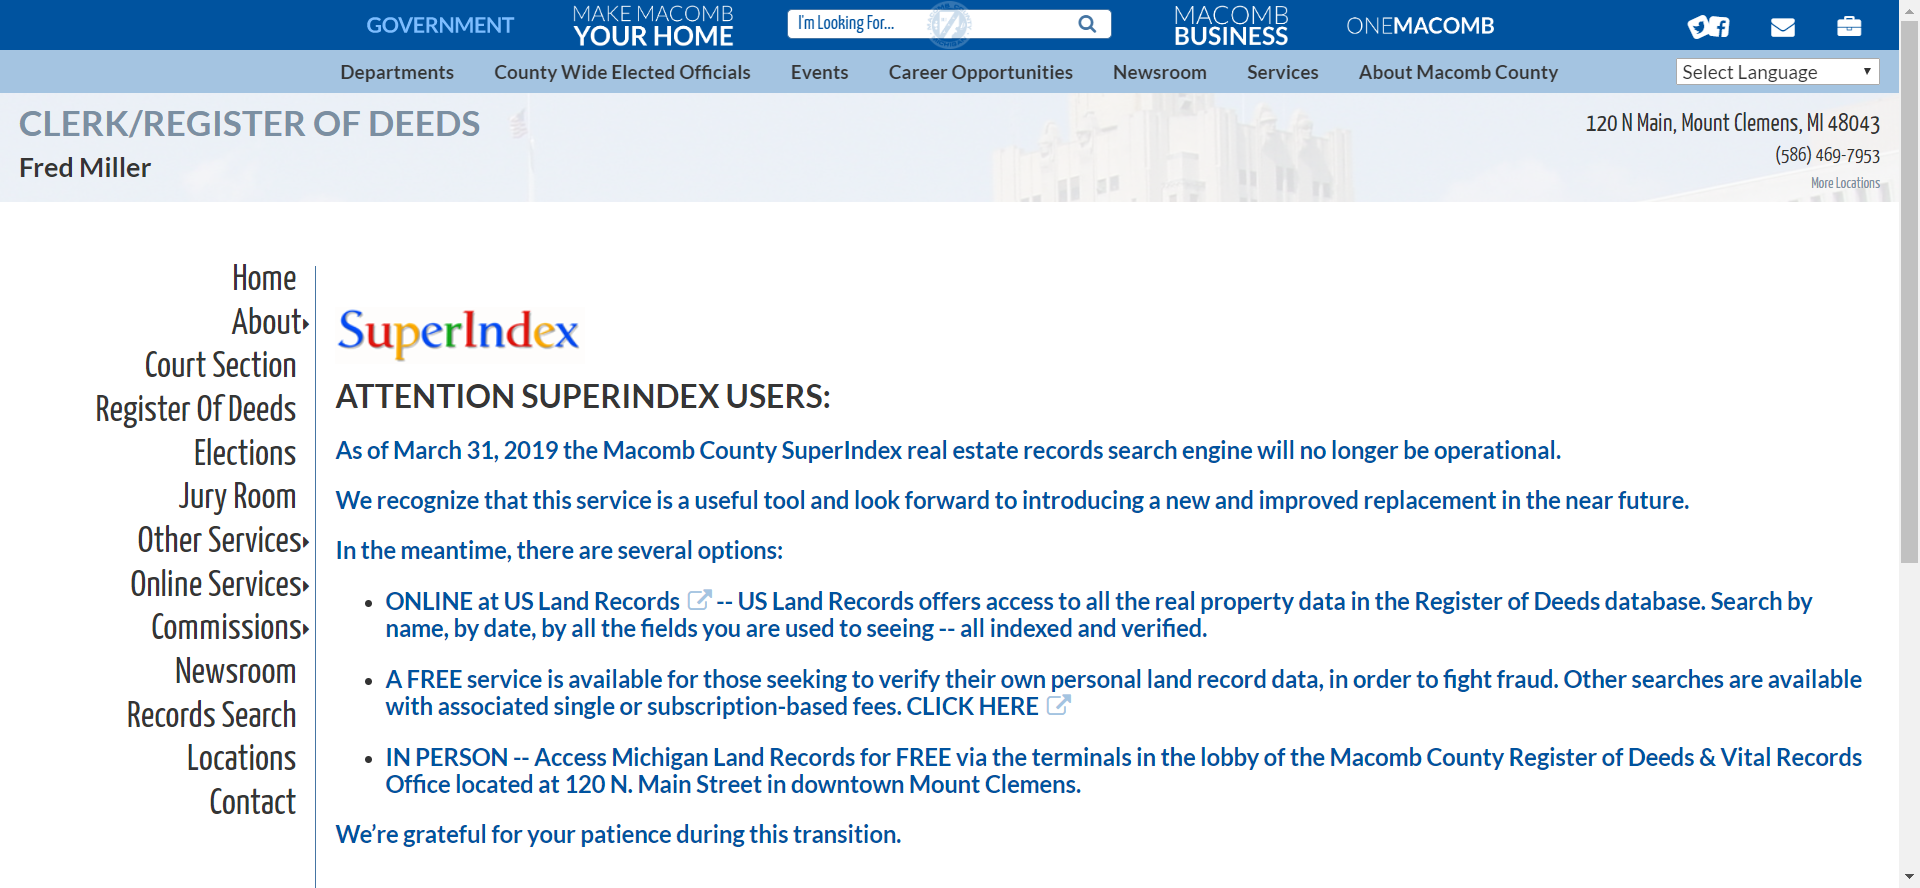 GOVERNMENT
MAKE MACOMB
YOUR HOME
I'm Looking For...
MACOMB
BUSINESS
ONEMACOMB
Departments
County Wide Elected Officials
Events
Career Opportunities
Newsroom
Services
About Macomb County
Select Language
CLERK/REGISTER OF DEEDS
Fred Miller
120 N Main, Mount Clemens, MI 48043
(586) 469-7953
More Locations
Home
About
Court Section
Register Of Deeds
Elections
Jury Room
Other Services
Online Services
Commissions
Newsroom
Records Search
Locations
Contact
SuperIndex
ATTENTION SUPERINDEX USERS:
As of March 31, 2019 the Macomb County SuperIndex real estate records search engine will no longer be operational.
We recognize that this service is a useful tool and look forward to introducing a new and improved replacement in the near future.
In the meantime, there are several options:
• ONLINE at US Land Records -- US Land Records offers access to all the real property data in the Register of Deeds database. Search by
name, by date, by all the fields you are used to seeing -- all indexed and verified.
• A FREE service is available for those seeking to verify their own personal land record data, in order to fight fraud. Other searches are available
with associated single or subscription-based fees. CLICK HERE
• IN PERSON -- Access Michigan Land Records for FREE via the terminals in the lobby of the Macomb County Register of Deeds & Vital Records
Office located at 120 N. Main Street in downtown Mount Clemens.
We’re grateful for your patience during this transition.